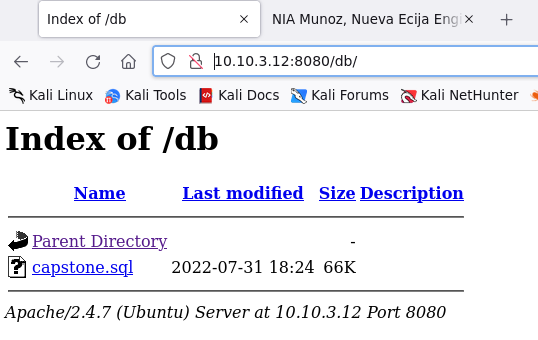 Index of /db
NIA Munoz, Nueva Ecija Engi
10.10.3.12:8080/db/
Kali Linux Kali Tools Kali Docs Kali Forums Kali NetHunter
Index of /db
Name Last modified Size Description
Parent Directory -
capstone.sql 2022-07-31 18:24 66K
Apache/2.4.7 (Ubuntu) Server at 10.10.3.12 Port 8080